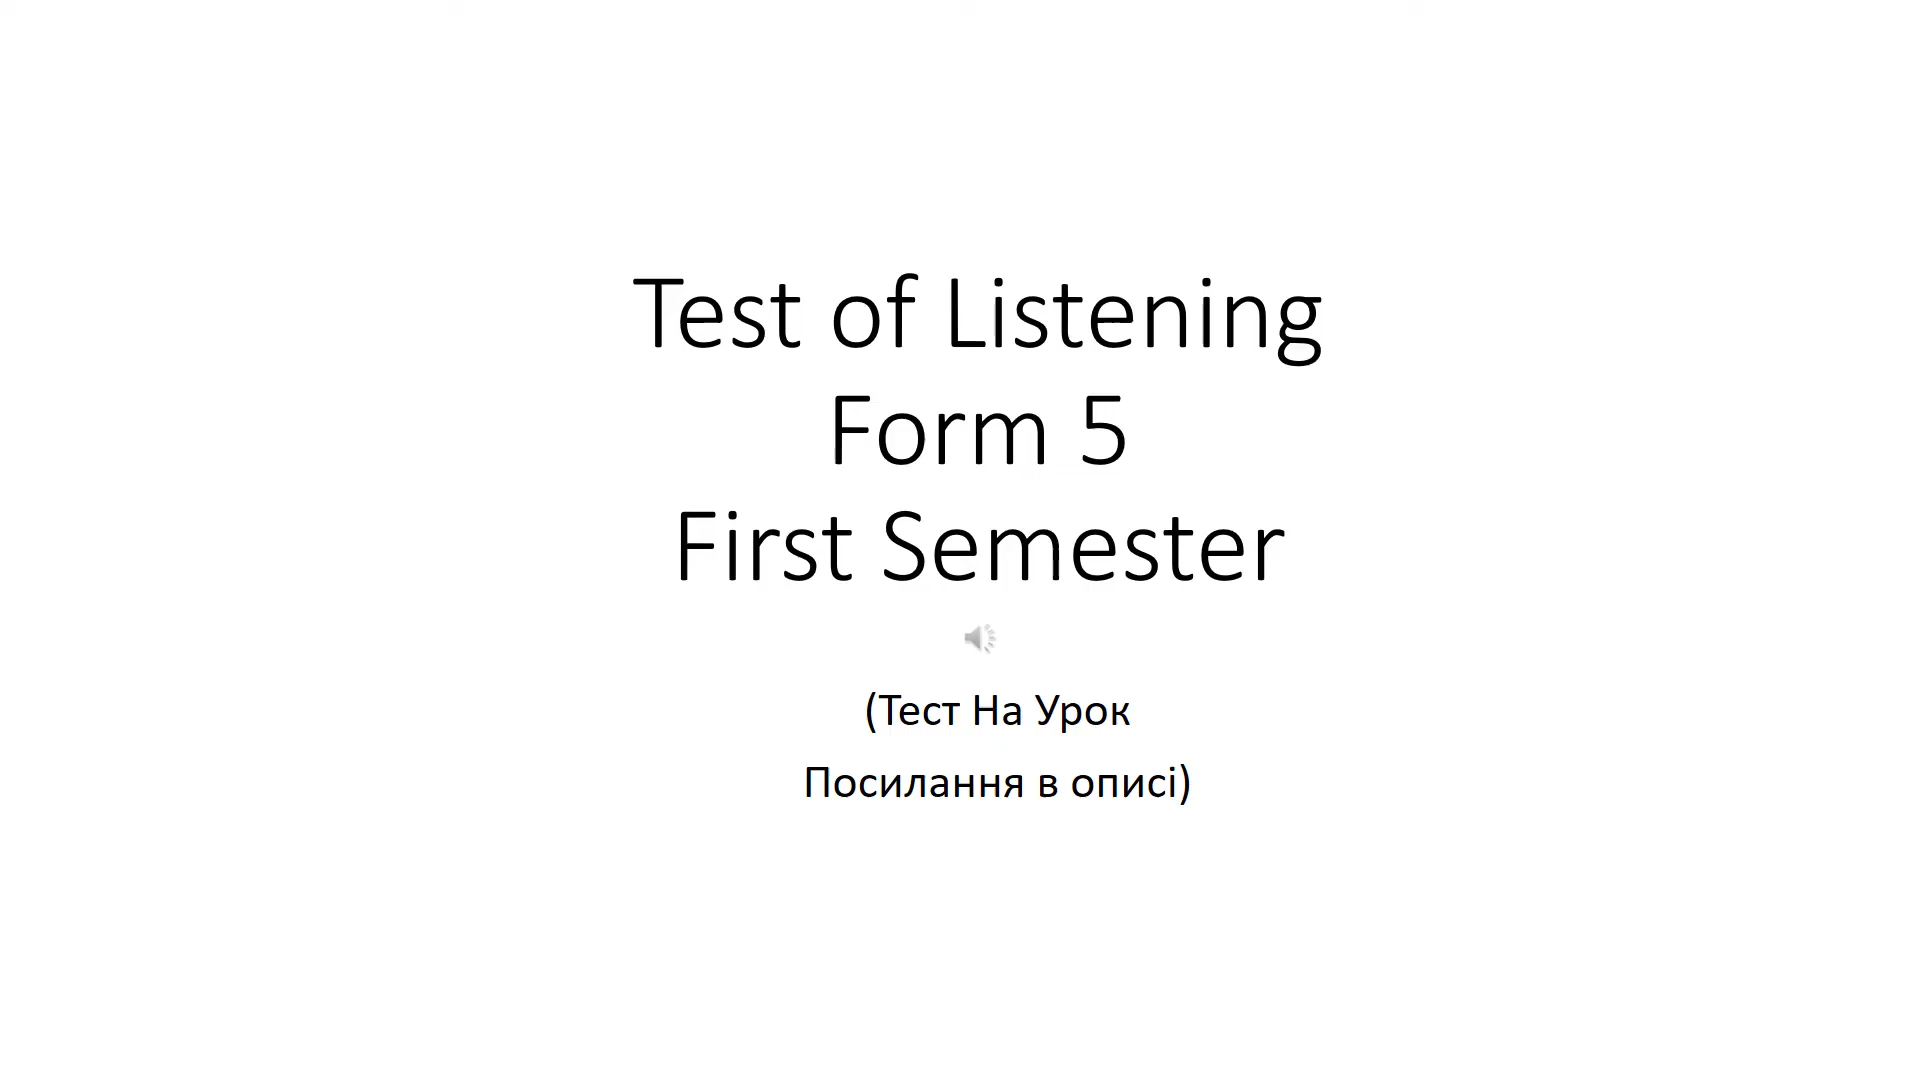 Test of Listening
Form 5
First Semester
(Тест На Урок
Посилання в описі)